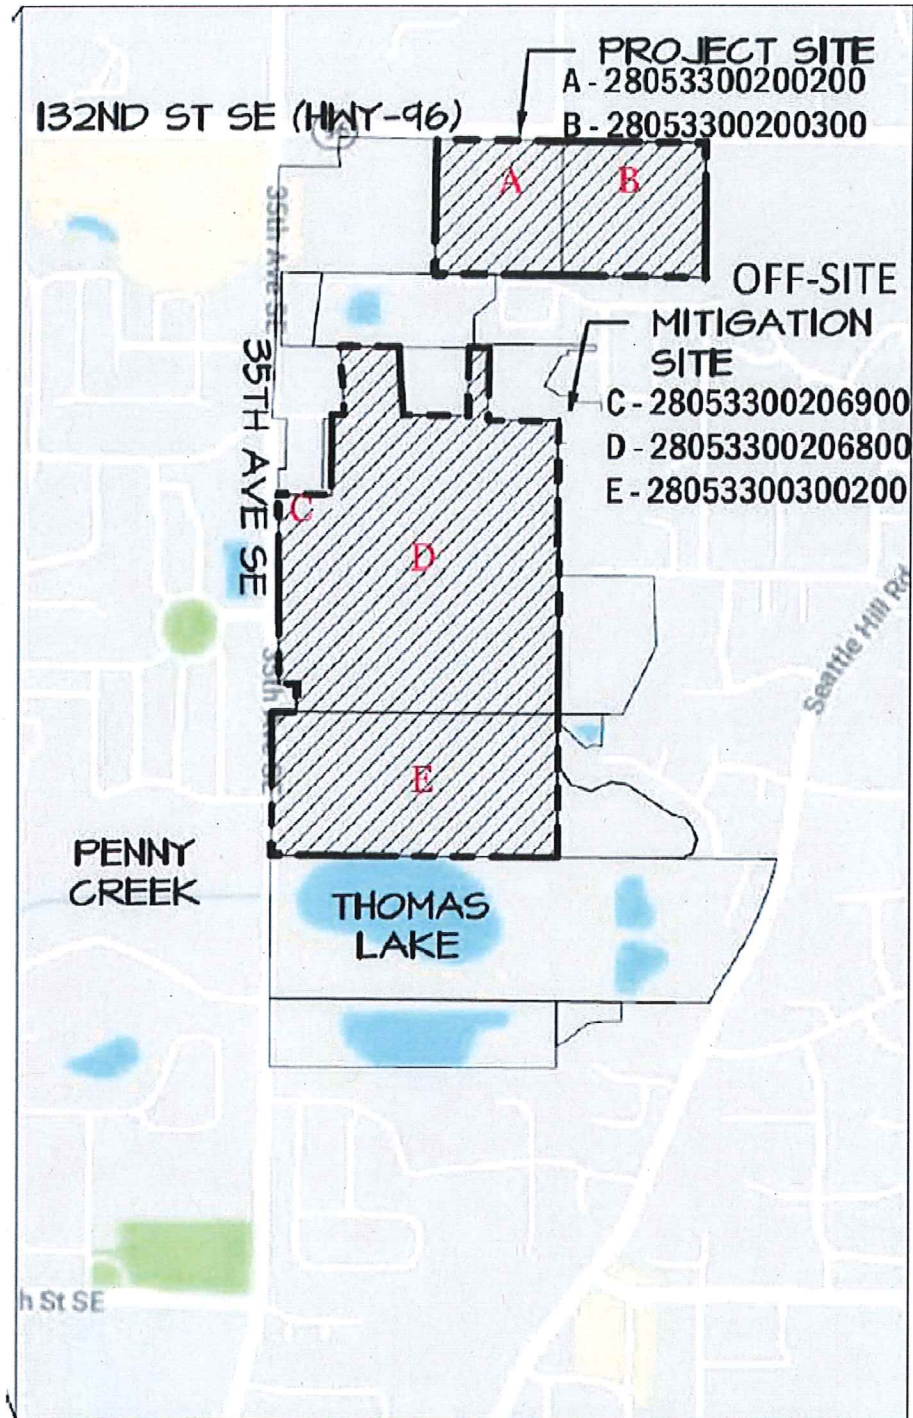 PROJECT SITE
A - 28053300200200
132ND ST SE (HWY-96)
B - 28053300200300
A
B
35th Ave SE
OFF-SITE
MITIGATION
SITE
35TH AVE SE
C - 28053300206900
D - 28053300206800
E - 28053300300200
C
D
Seattle Hill Rd
35th Ave SE
E
PENNY
CREEK
THOMAS
LAKE
h St SE